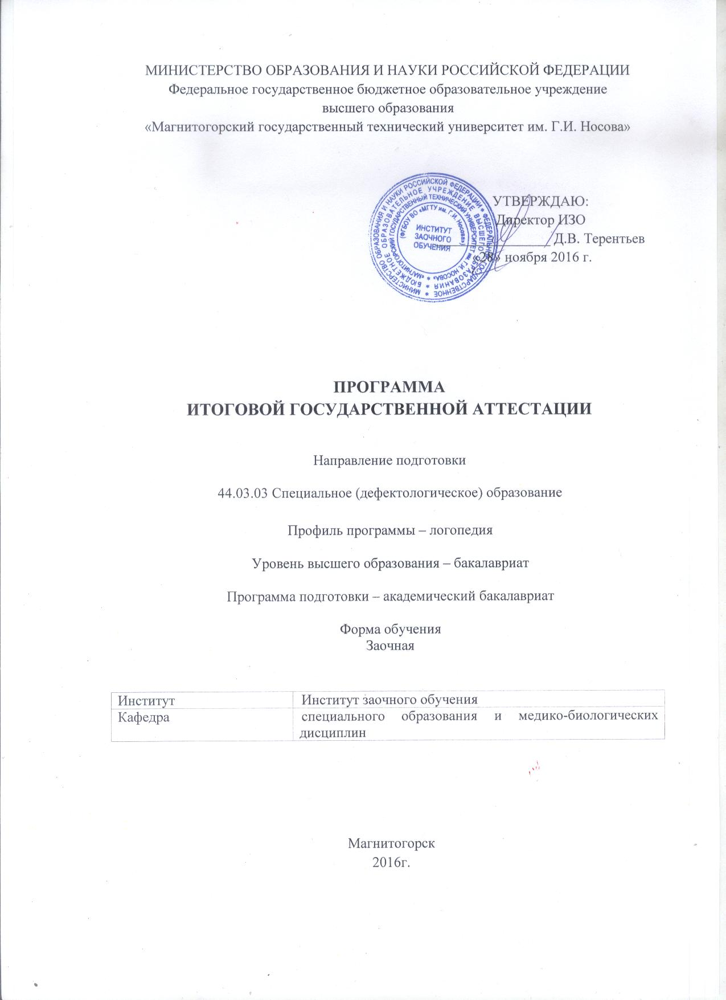 МИНИСТЕРСТВО ОБРАЗОВАНИЯ И НАУКИ РОССИЙСКОЙ ФЕДЕРАЦИИ
Федеральное государственное бюджетное образовательное учреждение
высшего образования
«Магнитогорский государственный технический университет им. Г.И. Носова»
УТВЕРЖДАЮ:
Директор ИЗО
Д.В. Терентьев
«28» ноября 2016 г.
МИНИСТЕРСТВО ОБРАЗОВАНИЯ И НАУКИ РОССИЙСКОЙ ФЕДЕРАЦИИ * ФЕДЕРАЛЬНОЕ ГОСУДАРСТВЕННОЕ *
БЮДЖЕТНОЕ ОБРАЗОВАТЕЛЬНОЕ УЧРЕЖДЕНИЕ ВЫСШЕГО ОБРАЗОВАНИЯ *
«МАГНИТОГОРСКИЙ ГОСУДАРСТВЕННЫЙ ТЕХНИЧЕСКИЙ УНИВЕРСИТЕТ им. Г.И. НОСОВА» *
(ФГБОУ ВО «МГТУ им. Г.И. Носова»)
ИНСТИТУТ
ЗАОЧНОГО
ОБУЧЕНИЯ
ПРОГРАММА
ИТОГОВОЙ ГОСУДАРСТВЕННОЙ АТТЕСТАЦИИ
Направление подготовки
44.03.03 Специальное (дефектологическое) образование
Профиль программы – логопедия
Уровень высшего образования – бакалавриат
Программа подготовки – академический бакалавриат
Форма обучения
Заочная
Институт Институт заочного обучения
Кафедра специального образования и медико-биологических
дисциплин
Магнитогорск
2016г.